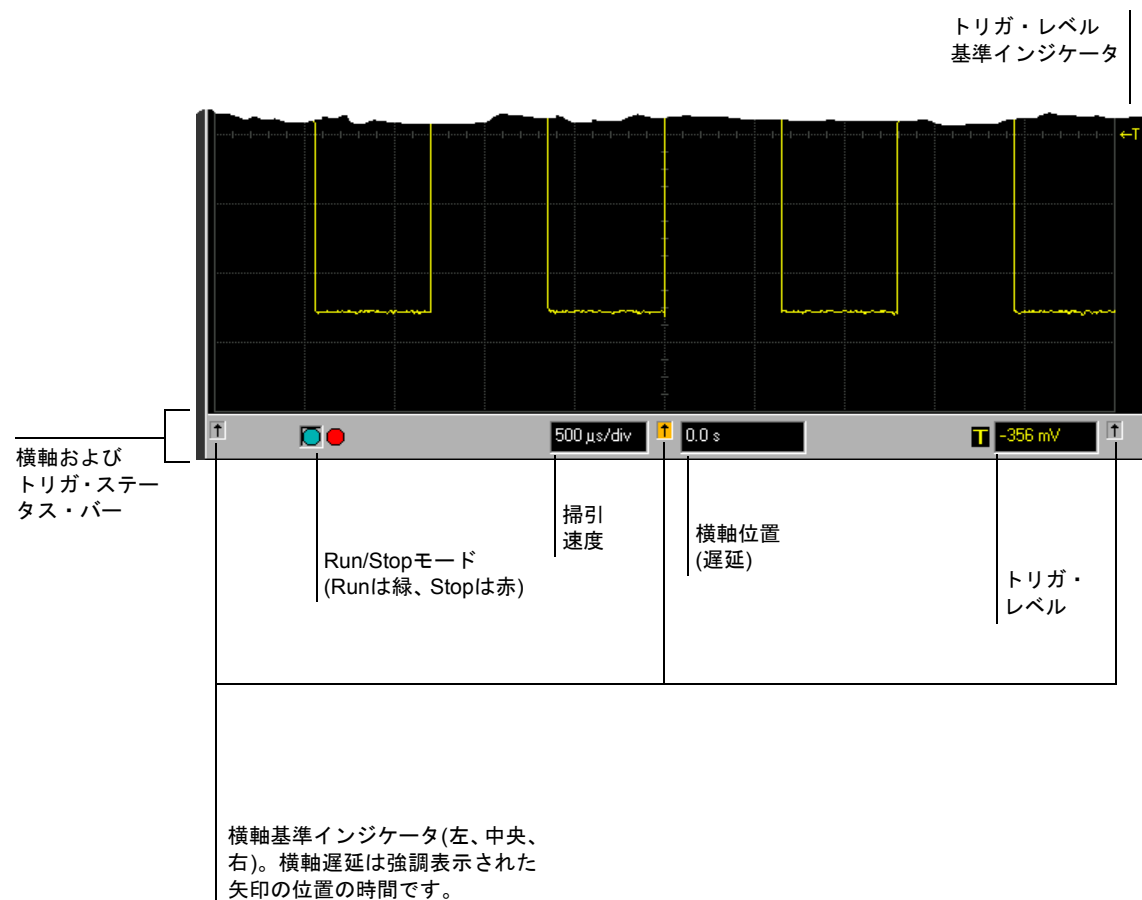 トリガ・レベル
基準インジケータ
←T
500 µs/div
0.0 s
T
-356 mV
横軸および
トリガ・ステー
タス・バー
掃引
速度
横軸位置
(遅延)
Run/Stopモード
(Runは緑、Stopは赤)
トリガ・
レベル
横軸基準インジケータ(左、中央、
右)。横軸遅延は強調表示された
矢印の位置の時間です。